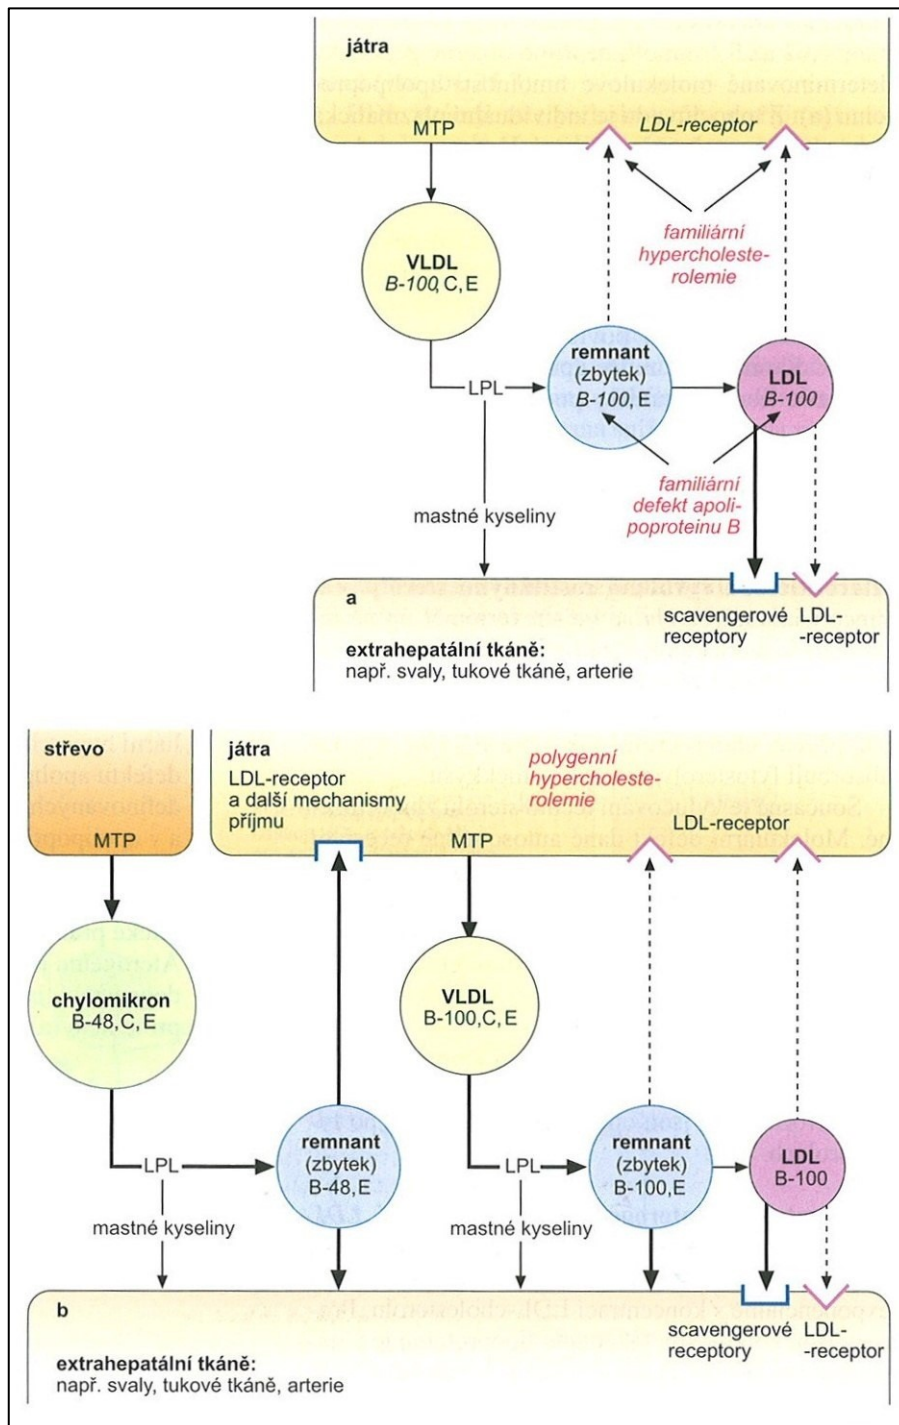 játra
MTP
LDL-receptor
familiární
hypercholeste-
rolemie
VLDL
B-100, C, E
remnant
(zbytek)
B-100, E
LDL
B-100
LPL
familiární
defekt apoli-
poproteinu B
mastné kyseliny
a
scavengerové
receptory
LDL-
-receptor
extrahepatální tkáně:
např. svaly, tukové tkáně, arterie
střevo
MTP
játra
LDL-receptor
a další mechanismy
příjmu
MTP
polygenní
hypercholeste-
rolemie
LDL-receptor
chylomikron
B-48, C, E
VLDL
B-100, C, E
remnant
(zbytek)
B-48, E
remnant
(zbytek)
B-100, E
LDL
B-100
LPL
LPL
mastné kyseliny
mastné kyseliny
b
scavengerové
receptory
LDL-
-receptor
extrahepatální tkáně:
např. svaly, tukové tkáně, arterie